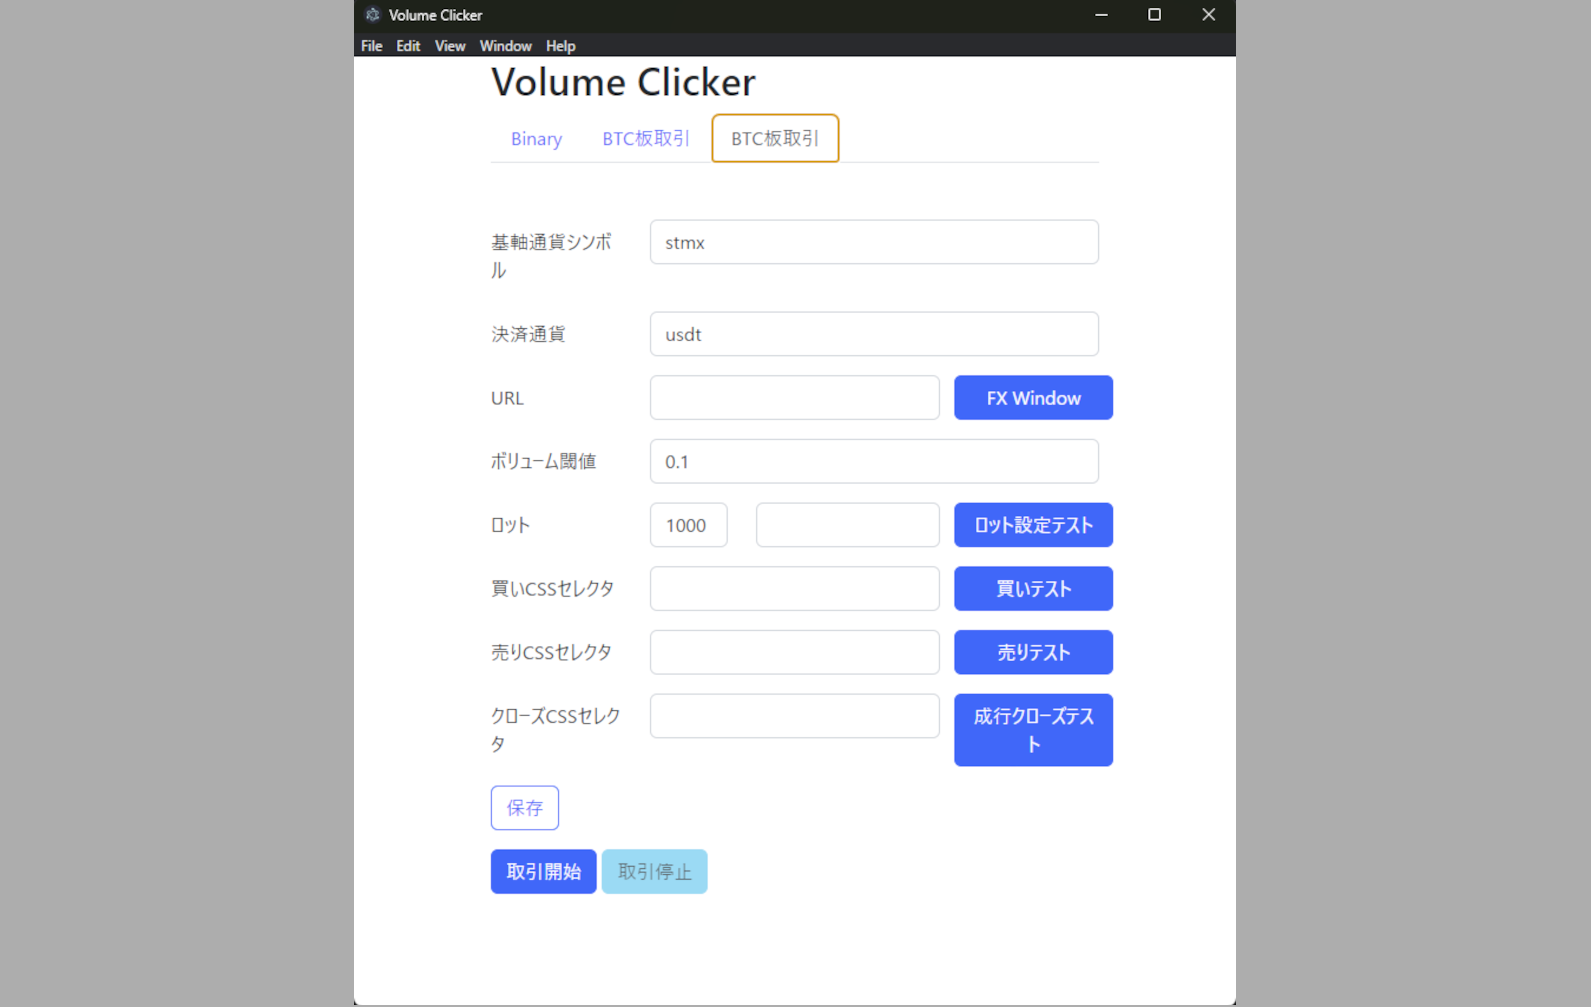 Volume Clicker
File Edit View Window Help
Volume Clicker
Binary BTC板取引 BTC板取引
基軸通貨シンボ
ル
stmx
決済通貨 usdt
URL FX Window
ボリューム閾値 0.1
ロット 1000 ロット設定テスト
買いCSSセレクタ 買いテスト
売りCSSセレクタ 売りテスト
クローズCSSセレク
タ
成行クローズテス
ト
保存
取引開始 取引停止